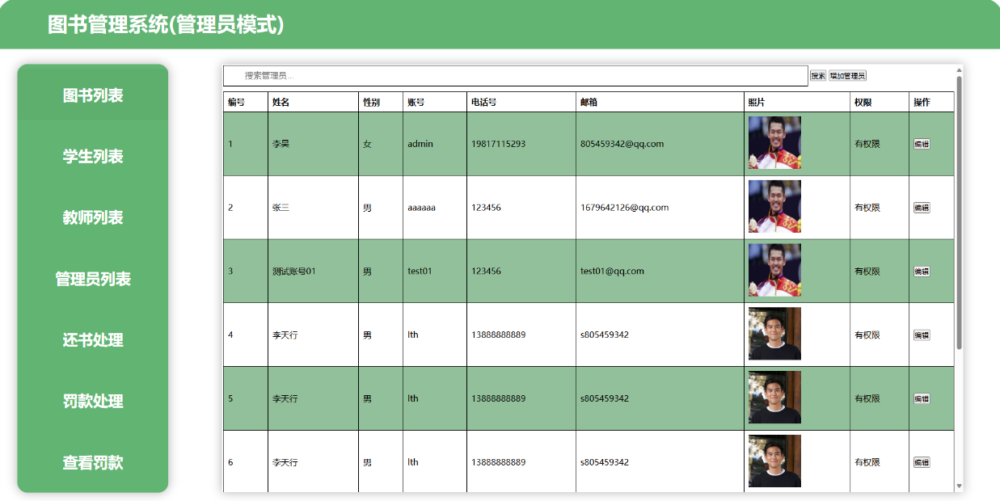 图书管理系统(管理员模式)
图书列表
学生列表
教师列表
管理员列表
还书处理
罚款处理
查看罚款
搜索管理员... 搜索 增加管理员
编号 姓名 性别 账号 电话号 邮箱 照片 权限 操作
1 李昊 女 admin 19817115293 805459342@qq.com 有权限 编辑
2 张三 男 aaaaaa 123456 1679642126@qq.com 有权限 编辑
3 测试账号01 男 test01 123456 test01@qq.com 有权限 编辑
4 李天行 男 lth 13888888889 s805459342 有权限 编辑
5 李天行 男 lth 13888888889 s805459342 有权限 编辑
6 李天行 男 lth 13888888889 s805459342 有权限 编辑